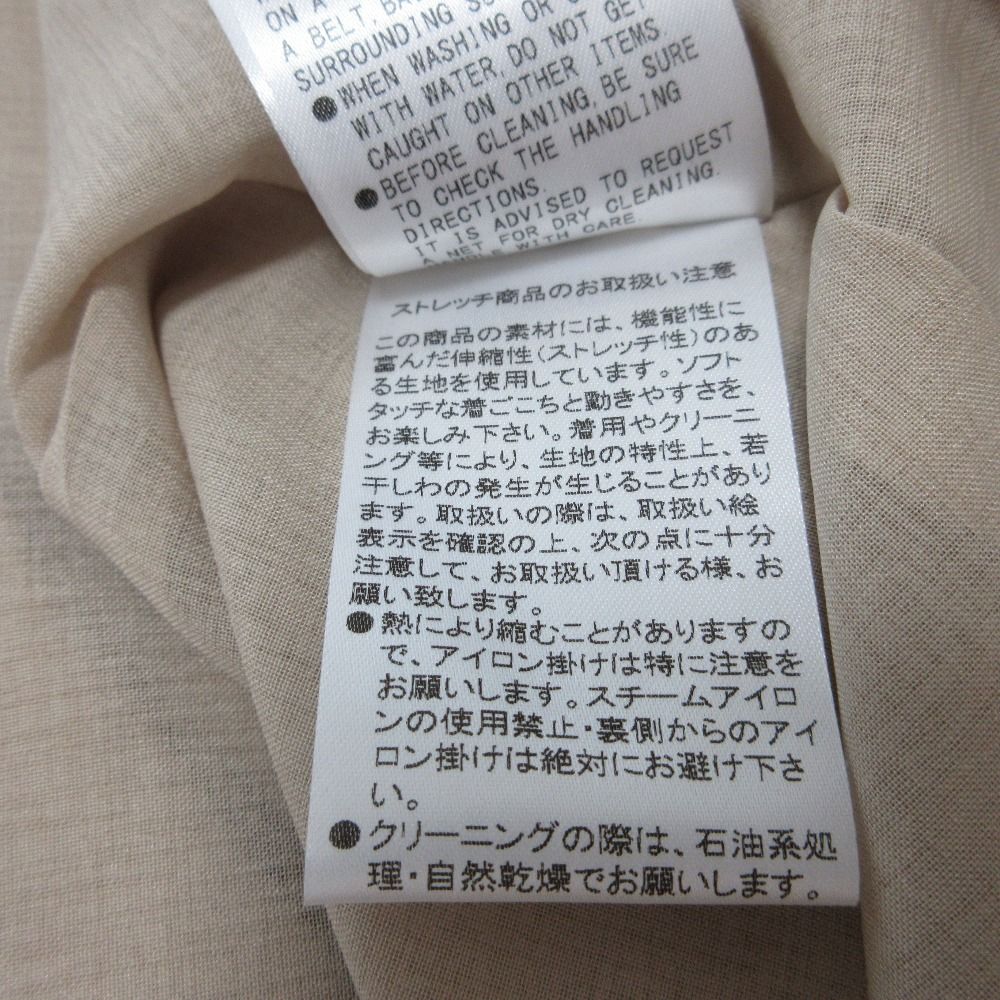 ON A
A BELT, BA
SURROUNDING SU
●WHEN WASHING OR
WITH WATER, DO NOT GET
CAUGHT ON OTHER ITEMS.
●BEFORE CLEANING, BE SURE
TO CHECK THE HANDLING
DIRECTIONS.
IT IS ADVISED TO REQUEST
A NET FOR DRY CLEANING.
WITH CARE
ストレッチ商品のお取扱い注意
この商品の素材には、機能性に
富んだ伸縮性(ストレッチ性)のあ
る生地を使用しています。ソフト
タッチな着ごこちと動きやすさを、
お楽しみ下さい。着用やクリーニ
ング等により、生地の特性上、若
干しわの発生が生じることがあり
ます。取扱いの際は、取扱い絵
表示を確認の上、次の点に十分
注意して、お取扱い頂ける様、お
願い致します。
●熱により縮むことがありますの
で、アイロン掛けは特に注意を
お願いします。スチームアイロ
ンの使用禁止・裏側からのアイ
ロン掛けは絶対にお避け下さ
い。
●クリーニングの際は、石油系処
理・自然乾燥でお願いします。